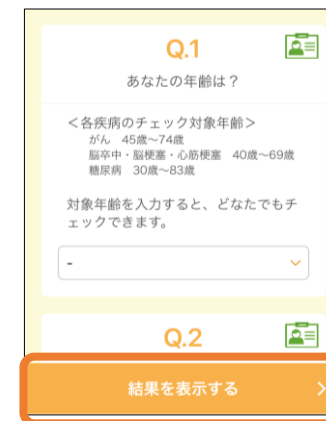 Q.1
あなたの年齢は？
＜各疾病のチェック対象年齢＞
がん　45歳～74歳
脳卒中・脳梗塞・心筋梗塞　40歳～69歳
糖尿病　30歳～83歳
対象年齢を入力すると、どなたでもチ
ェックできます。
-
Q.2
結果を表示する